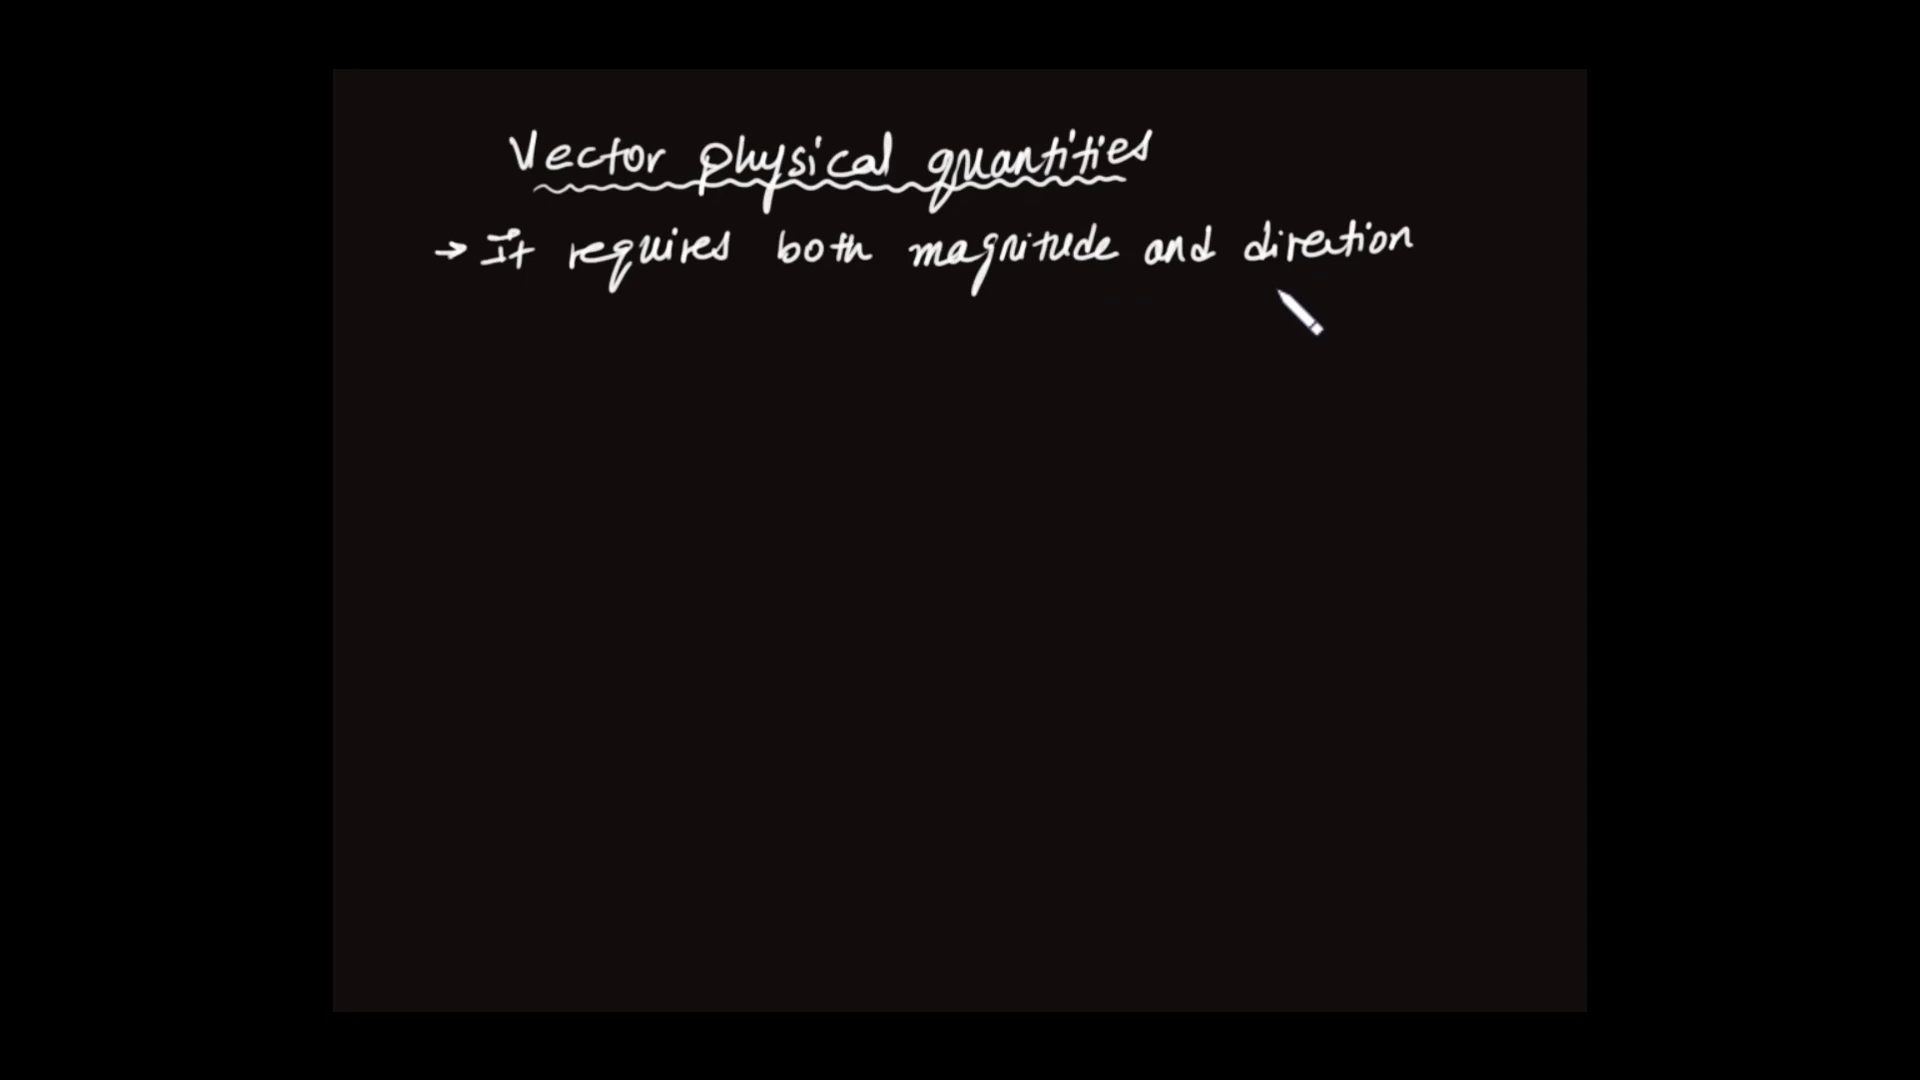 Vector physical quantities
→ It requires both magnitude and direction